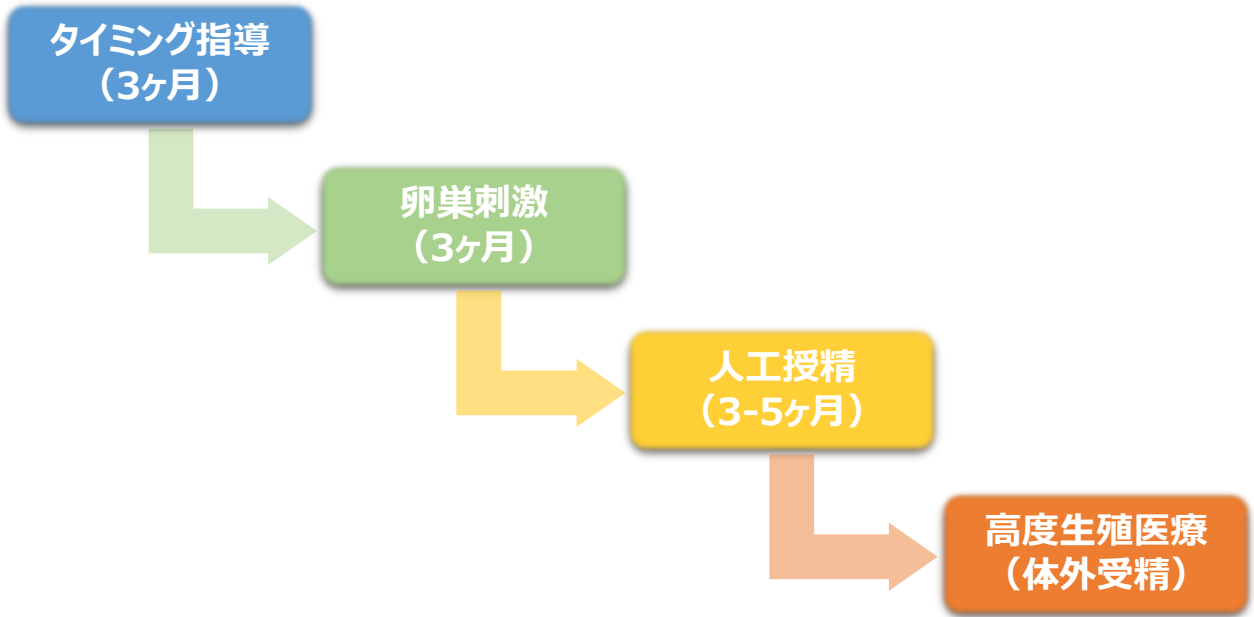 タイミング指導
（3ヶ月）
卵巣刺激
（3ヶ月）
人工授精
（3-5ヶ月）
高度生殖医療
（体外受精）